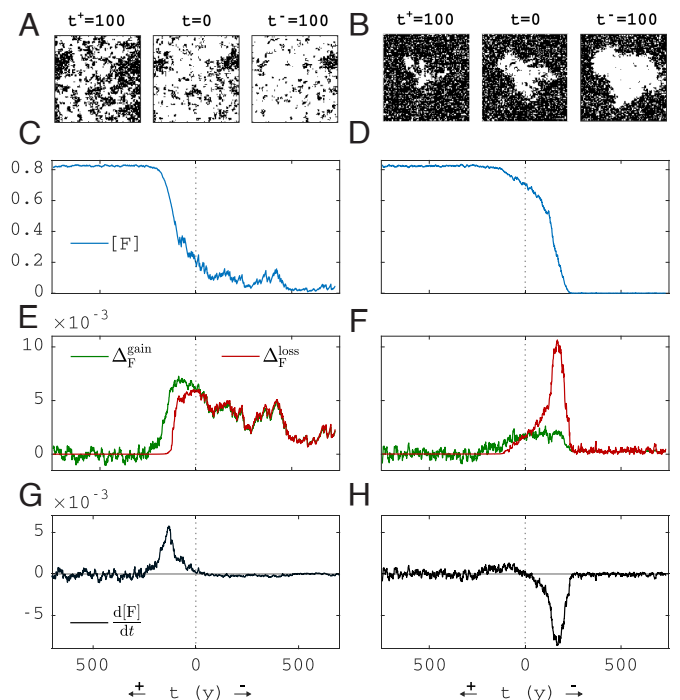 A t⁺=100 t=0 t⁻=100
B t⁺=100 t=0 t⁻=100
C
0.8
0.6
0.4
0.2
0
[F]
D
E ×10⁻³
10
5
0
Δ_F^gain
Δ_F^loss
F
G ×10⁻³
5
0
-5
d[F]
dt
500 0 500
+ t (y) -
H
500 0 500
+ t (y) -